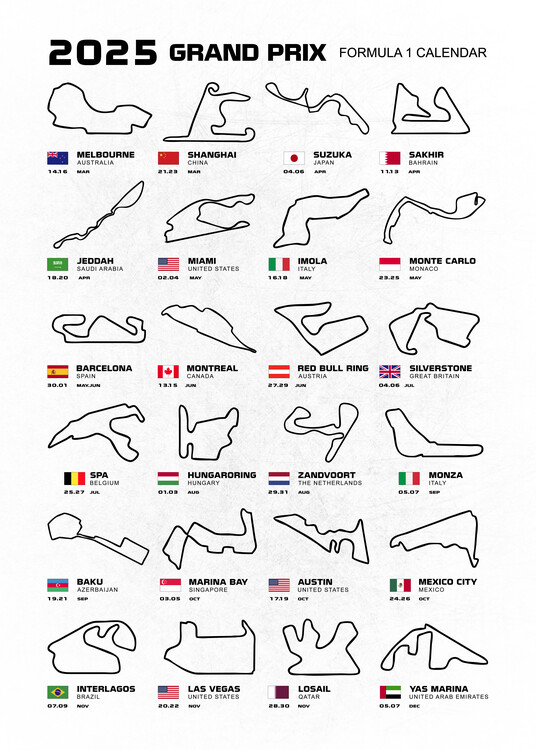 2025 GRAND PRIX FORMULA 1 CALENDAR
MELBOURNE
AUSTRALIA
14.16 MAR
SHANGHAI
CHINA
21.23 MAR
SUZUKA
JAPAN
04.06 APR
SAKHIR
BAHRAIN
11.13 APR
JEDDAH
SAUDI ARABIA
18.20 APR
MIAMI
UNITED STATES
02.04 MAY
IMOLA
ITALY
16.18 MAY
MONTE CARLO
MONACO
23.25 MAY
BARCELONA
SPAIN
30.01 MAY.JUN
MONTREAL
CANADA
13.15 JUN
RED BULL RING
AUSTRIA
27.29 JUN
SILVERSTONE
GREAT BRITAIN
04.06 JUL
SPA
BELGIUM
25.27 JUL
HUNGARORING
HUNGARY
01.03 AUG
ZANDVOORT
THE NETHERLANDS
29.31 AUG
MONZA
ITALY
05.07 SEP
BAKU
AZERBAIJAN
19.21 SEP
MARINA BAY
SINGAPORE
03.05 OCT
AUSTIN
UNITED STATES
17.19 OCT
MEXICO CITY
MEXICO
24.26 OCT
INTERLAGOS
BRAZIL
07.09 NOV
LAS VEGAS
UNITED STATES
20.22 NOV
LOSAIL
QATAR
28.30 NOV
YAS MARINA
UNITED ARAB EMIRATES
05.07 DEC